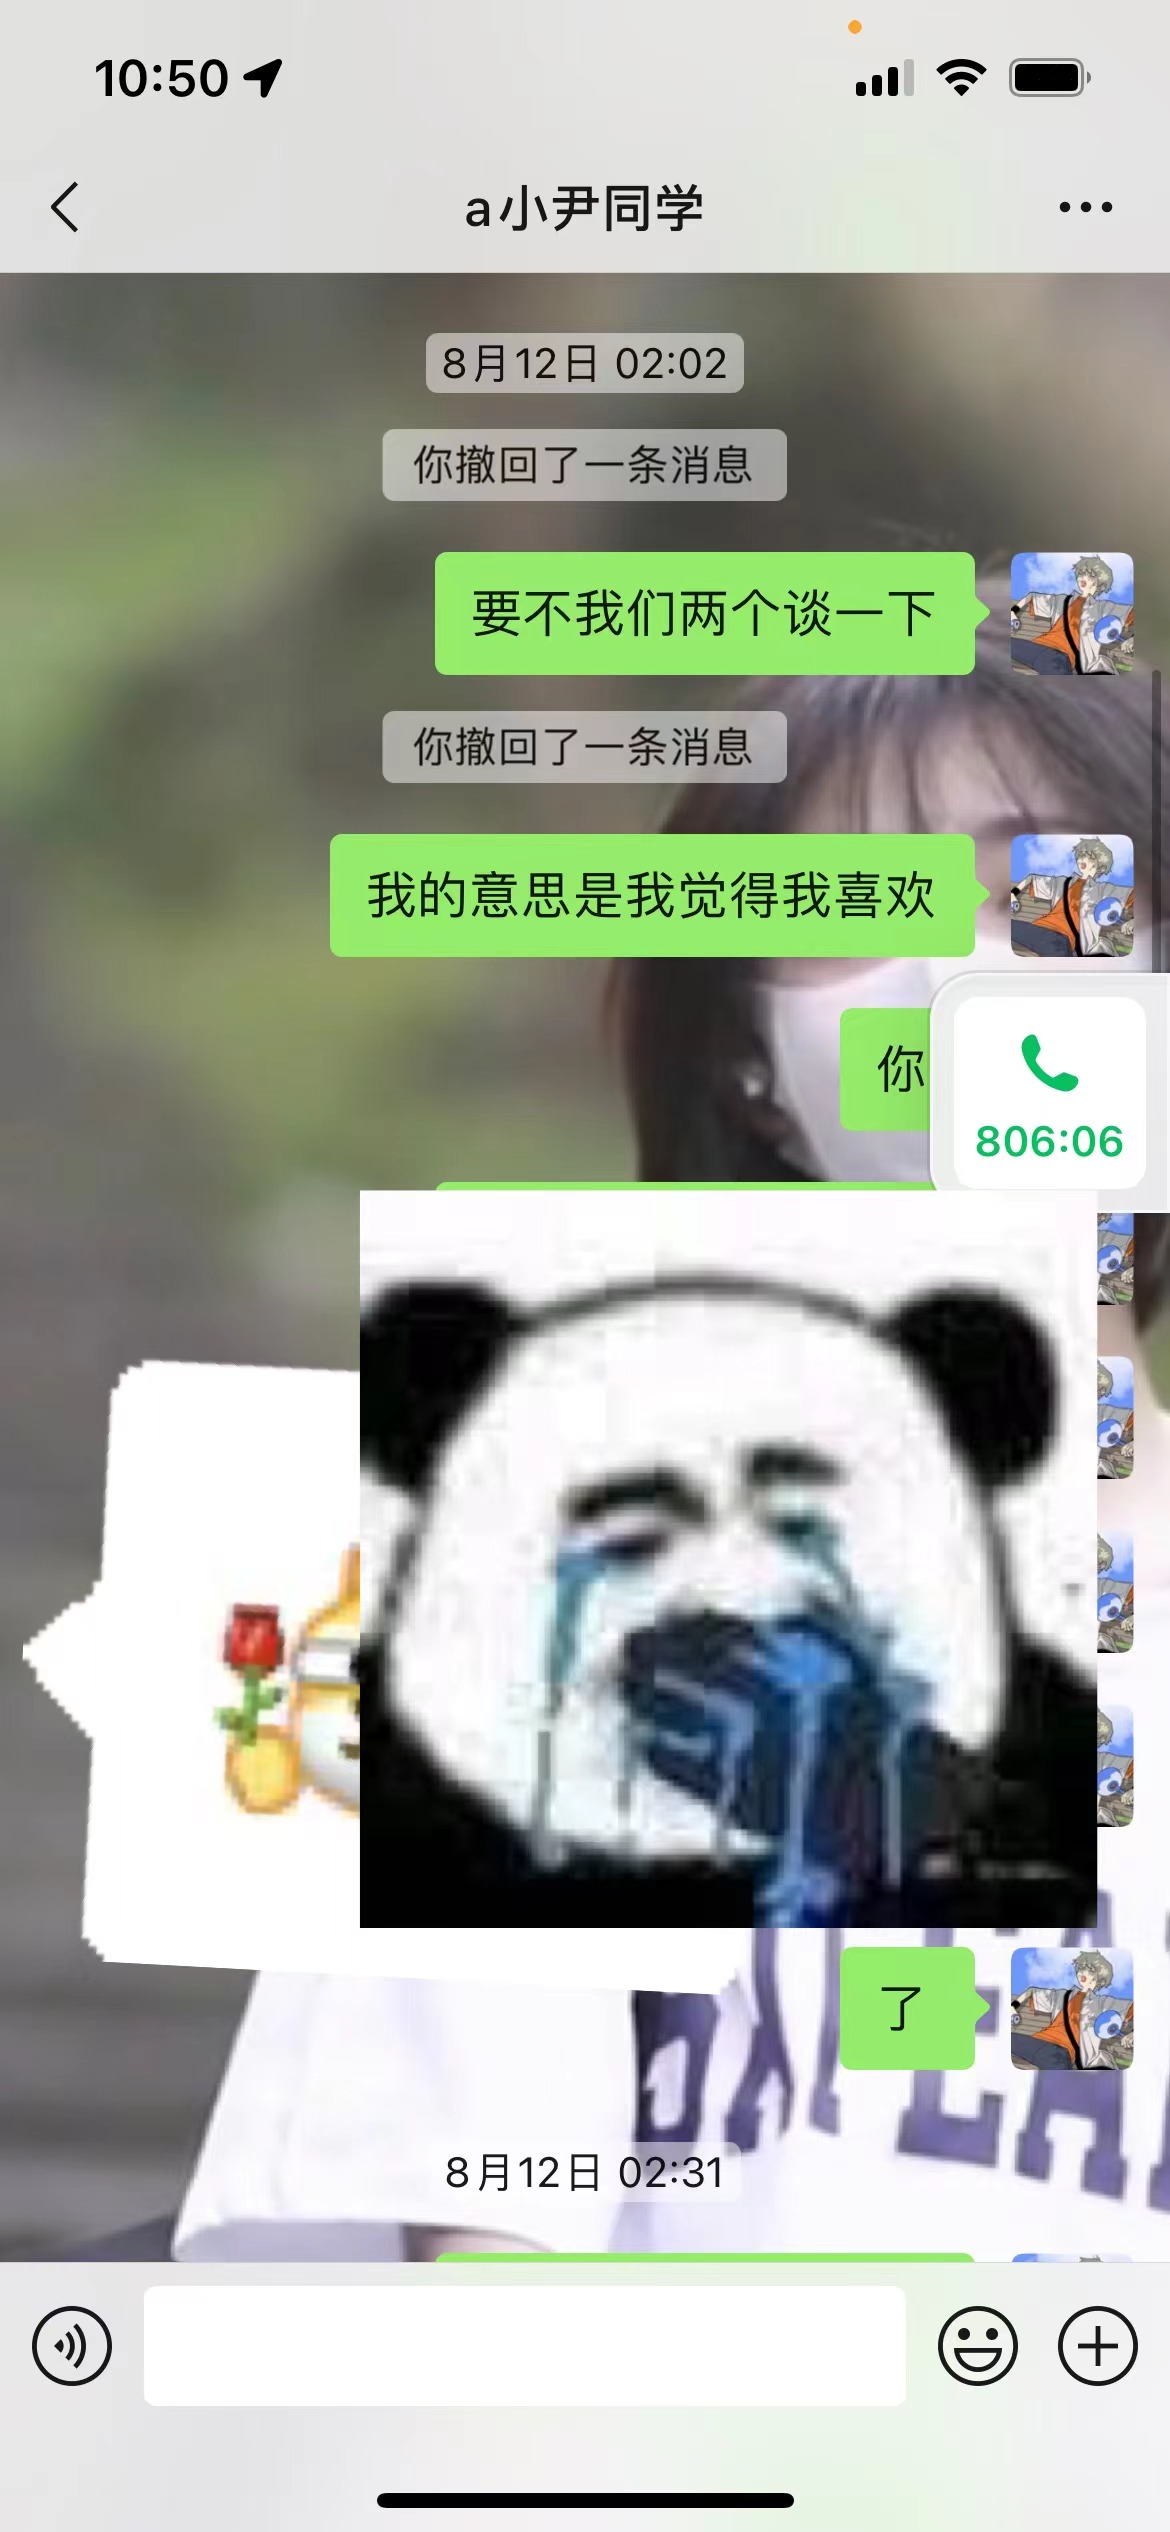 10:50
a小尹同学
8月12日 02:02
你撤回了一条消息
要不我们两个谈一下
你撤回了一条消息
我的意思是我觉得我喜欢
你
806:06
了
8月12日 02:31